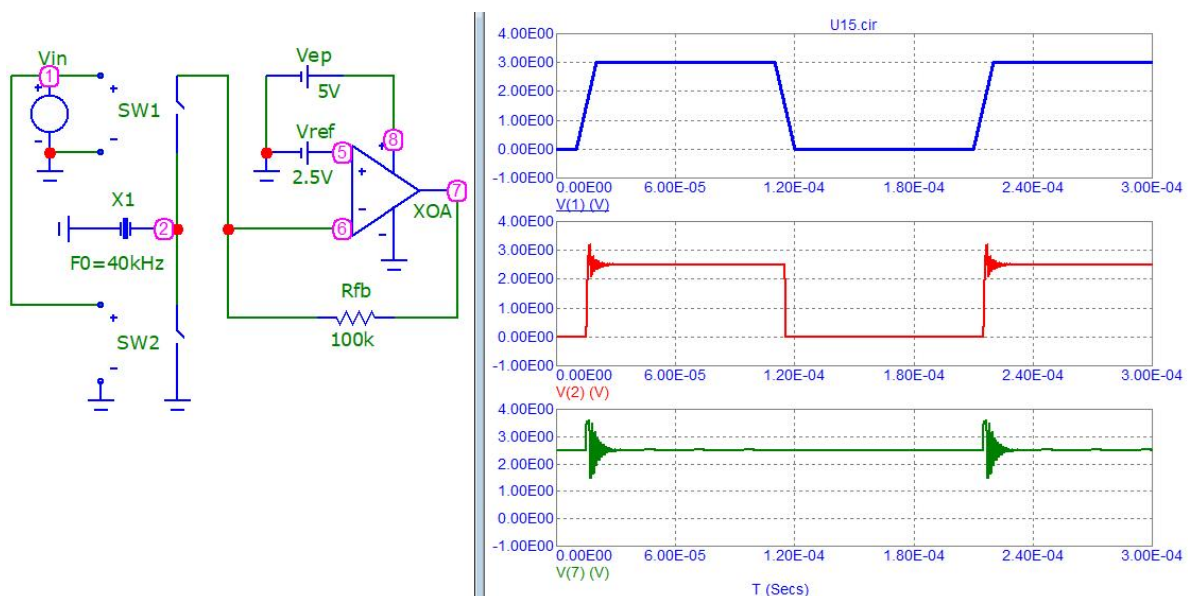 Vin
1
SW1
X1
2
F0=40kHz
SW2
Vep
5V
8
Vref
5
2.5V
7
XOA
6
Rfb
100k
U15.cir
4.00E00
3.00E00
2.00E00
1.00E00
0.00E00
-1.00E00
0.00E00 6.00E-05 1.20E-04 1.80E-04 2.40E-04 3.00E-04
V(1) (V)
4.00E00
3.00E00
2.00E00
1.00E00
0.00E00
-1.00E00
0.00E00 6.00E-05 1.20E-04 1.80E-04 2.40E-04 3.00E-04
V(2) (V)
4.00E00
3.00E00
2.00E00
1.00E00
0.00E00
-1.00E00
0.00E00 6.00E-05 1.20E-04 1.80E-04 2.40E-04 3.00E-04
V(7) (V)
T (Secs)